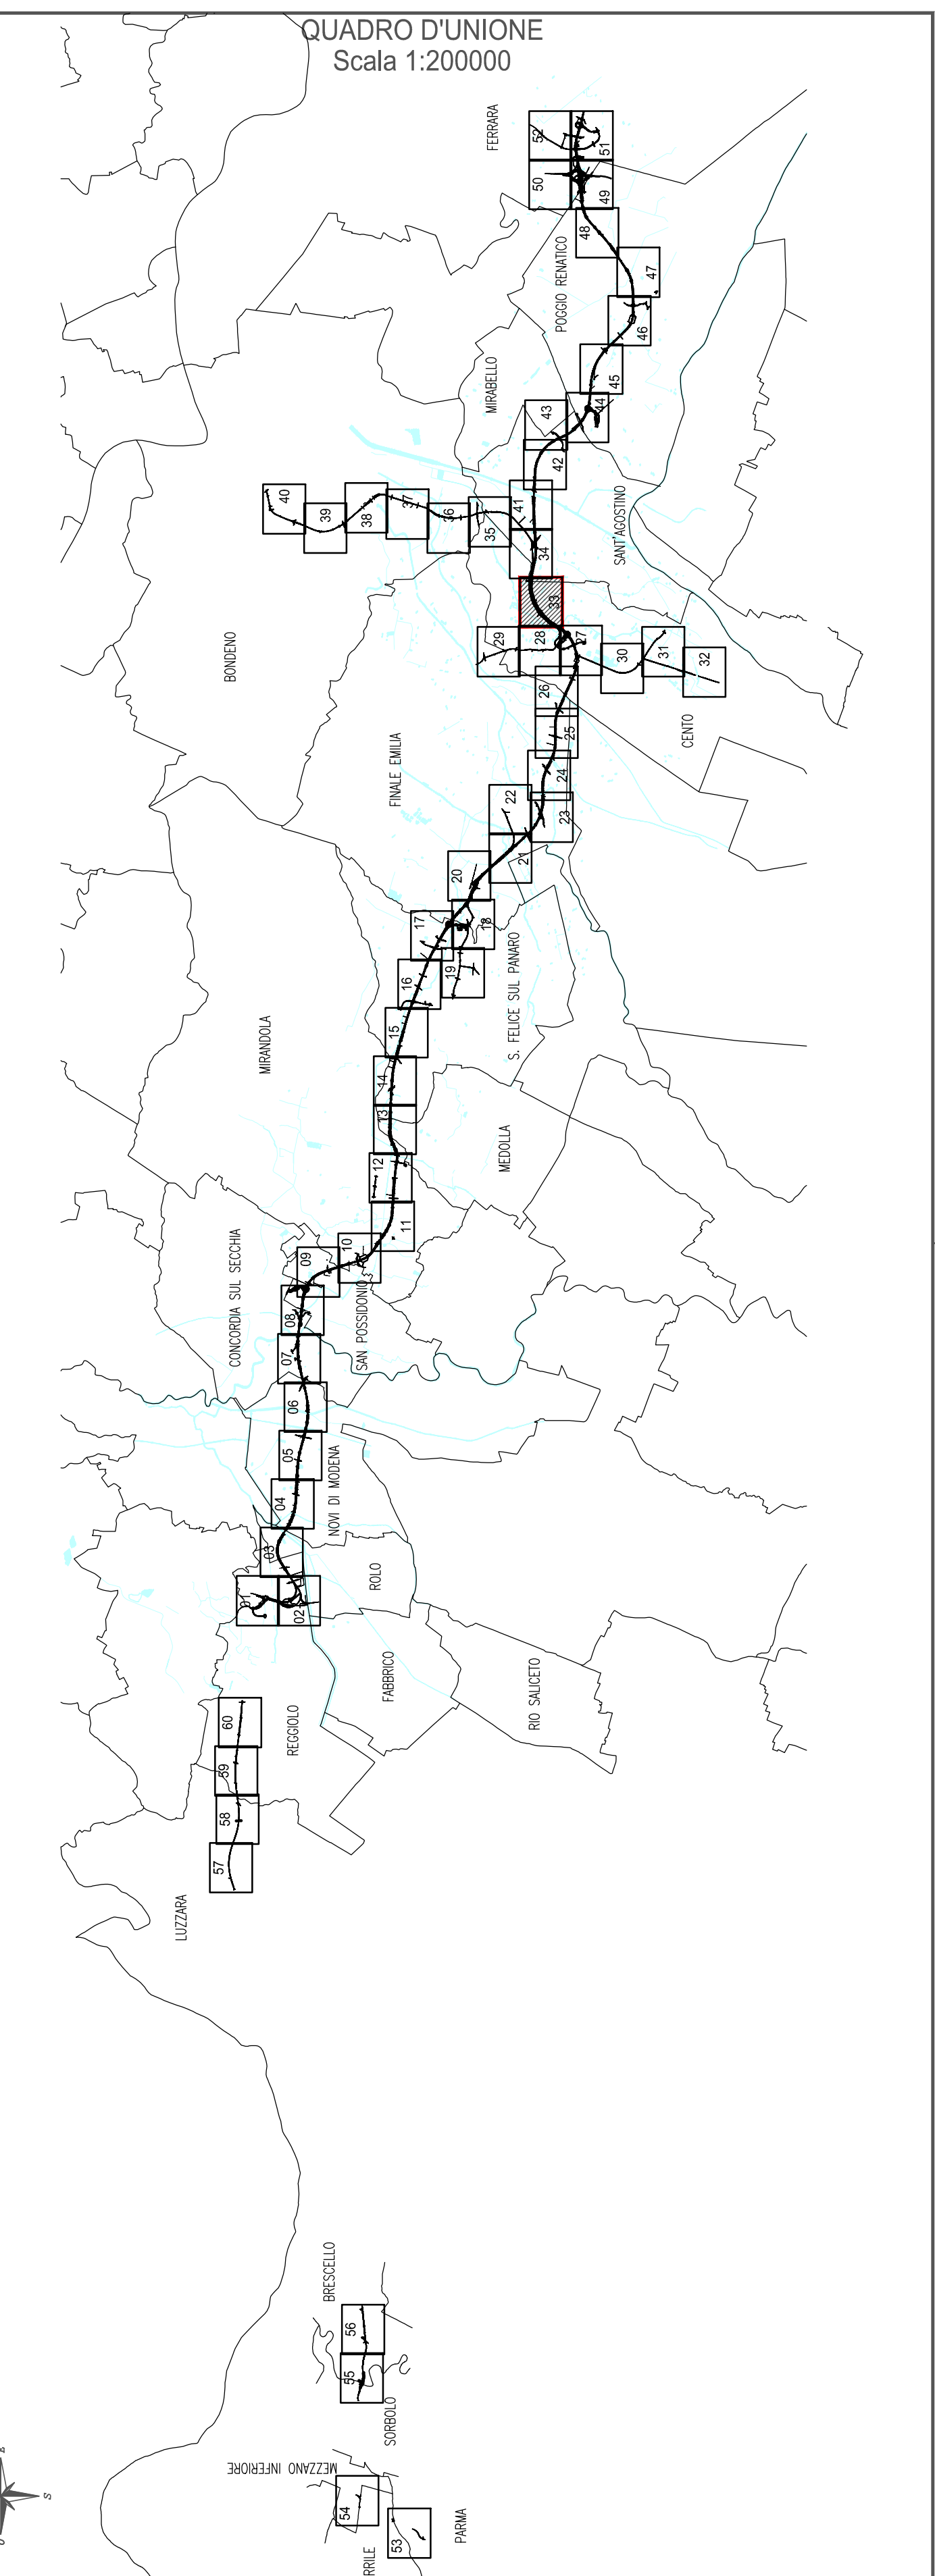 QUADRO D'UNIONE
Scala 1:200000
FERRARA
52
51
50
49
48
POGGIO RENATICO
47
46
MIRABELLO
45
43
44
42
40
39
38
37
36
41
35
34
SANT'AGOSTINO
33
BONDENO
29
28
27
30
31
32
26
CENTO
25
FINALE EMILIA
24
22
23
21
20
17
18
19
16
S. FELICE SUL PANARO
15
MIRANDOLA
14
13
MEDOLLA
12
11
10
09
CONCORDIA SUL SECCHIA
08
SAN POSSIDONIO
07
06
05
NOVI DI MODENA
04
03
ROLO
01
02
FABBRICO
RIO SALICETO
60
REGGIOLO
59
58
57
LUZZARA
BRESCELLO
56
55
SORBOLO
MEZZANO INFERIORE
54
53
PARMA
RRILE
E
S
O